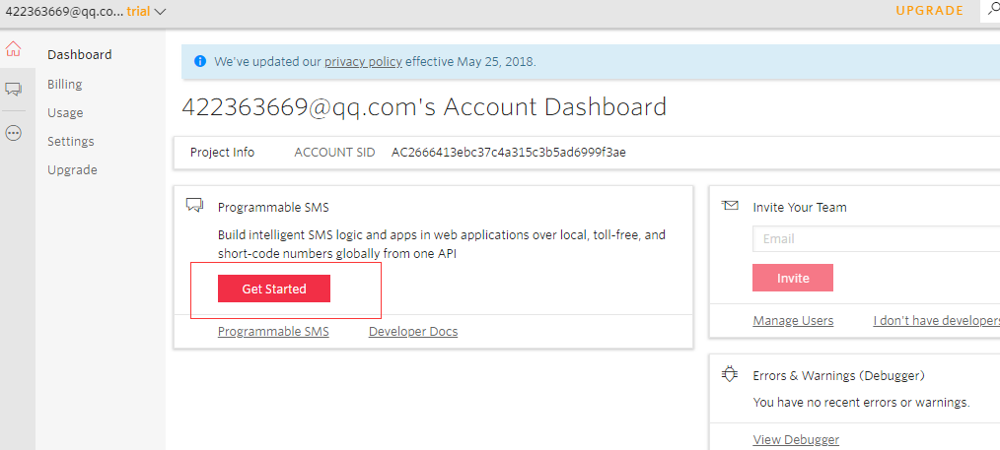 422363669@qq.co... trial
UPGRADE
Dashboard
Billing
Usage
Settings
Upgrade
We've updated our privacy policy effective May 25, 2018.
422363669@qq.com's Account Dashboard
Project Info ACCOUNT SID AC2666413ebc37c4a315c3b5ad6999f3ae
Programmable SMS
Build intelligent SMS logic and apps in web applications over local, toll-free, and
short-code numbers globally from one API
Get Started
Programmable SMS Developer Docs
Invite Your Team
Email
Invite
Manage Users I don't have developers
Errors & Warnings (Debugger)
You have no recent errors or warnings.
View Debugger